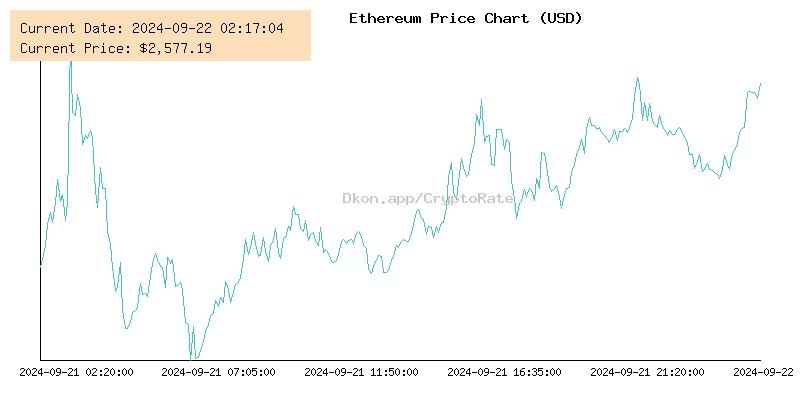 Ethereum Price Chart (USD)
Current Date: 2024-09-22 02:17:04
Current Price: $2,577.19
Dkon.app/CryptoRate
2024-09-21 02:20:00 2024-09-21 07:05:00 2024-09-21 11:50:00 2024-09-21 16:35:00 2024-09-21 21:20:00 2024-09-22